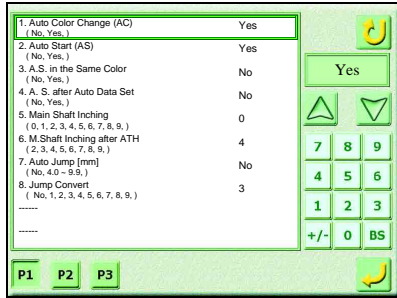 1. Auto Color Change (AC) Yes
( No, Yes, )
2. Auto Start (AS) Yes
( No, Yes, )
3. A.S. in the Same Color No
( No, Yes, )
4. A. S. after Auto Data Set No
( No, Yes, )
5. Main Shaft Inching 0
( 0, 1, 2, 3, 4, 5, 6, 7, 8, 9, )
6. M.Shaft Inching after ATH 4
( 2, 3, 4, 5, 6, 7, 8, 9, )
7. Auto Jump [mm] No
( No, 4.0 ~ 9.9, )
8. Jump Convert 3
( No, 1, 2, 3, 4, 5, 6, 7, 8, 9, )
------
------
Yes
7 8 9
4 5 6
1 2 3
+/- 0 BS
P1 P2 P3